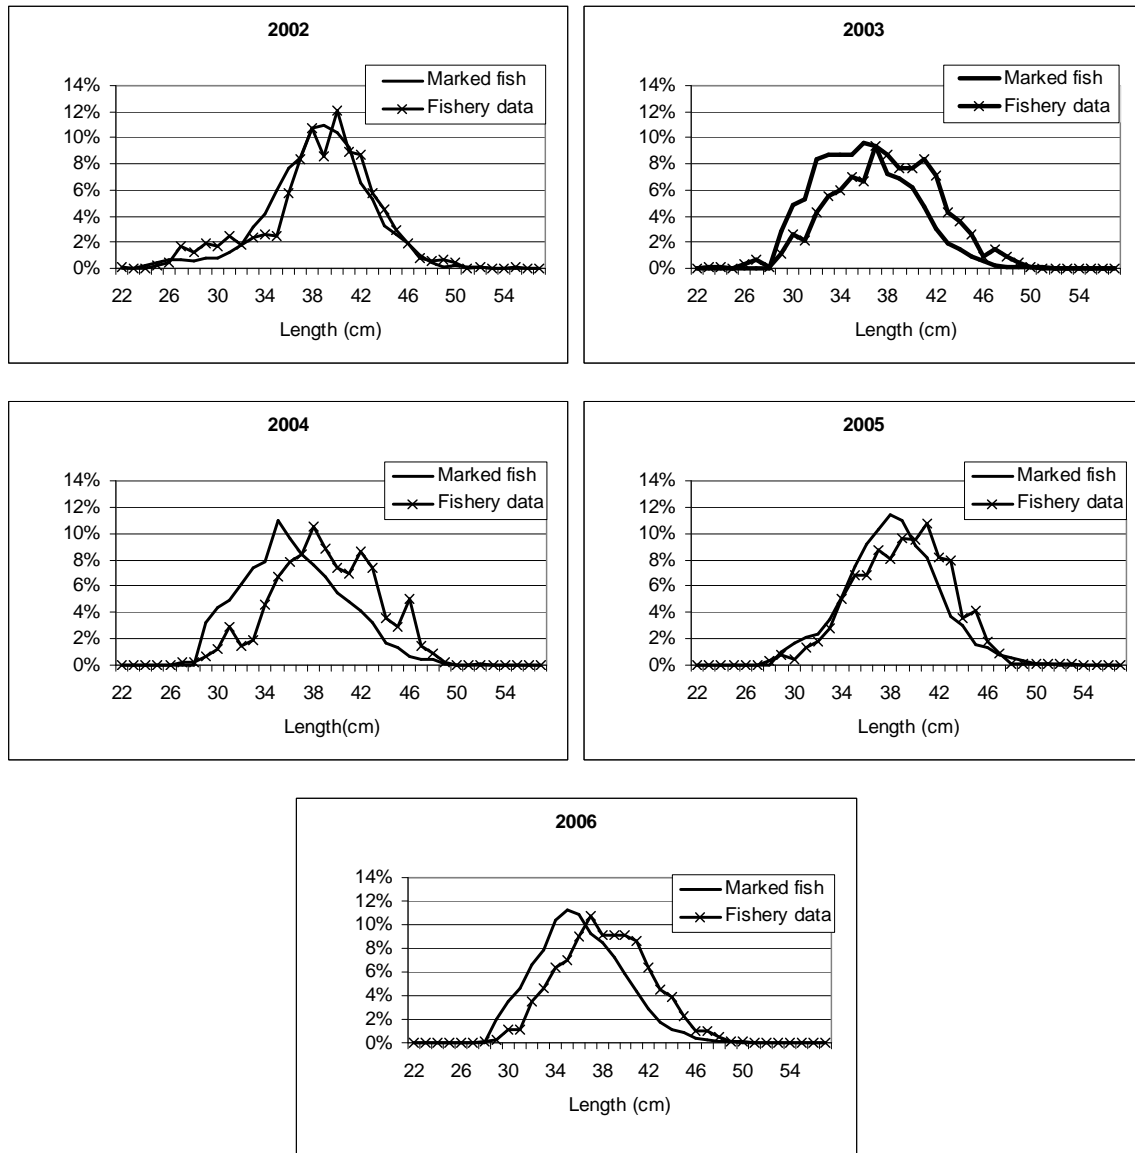 2002
Marked fish
Fishery data
14%
12%
10%
8%
6%
4%
2%
0%
22 26 30 34 38 42 46 50 54
Length (cm)
2003
Marked fish
Fishery data
14%
12%
10%
8%
6%
4%
2%
0%
22 26 30 34 38 42 46 50 54
Length (cm)
2004
Marked fish
Fishery data
14%
12%
10%
8%
6%
4%
2%
0%
22 26 30 34 38 42 46 50 54
Length(cm)
2005
Marked fish
Fishery data
14%
12%
10%
8%
6%
4%
2%
0%
22 26 30 34 38 42 46 50 54
Length (cm)
2006
Marked fish
Fishery data
14%
12%
10%
8%
6%
4%
2%
0%
22 26 30 34 38 42 46 50 54
Length (cm)